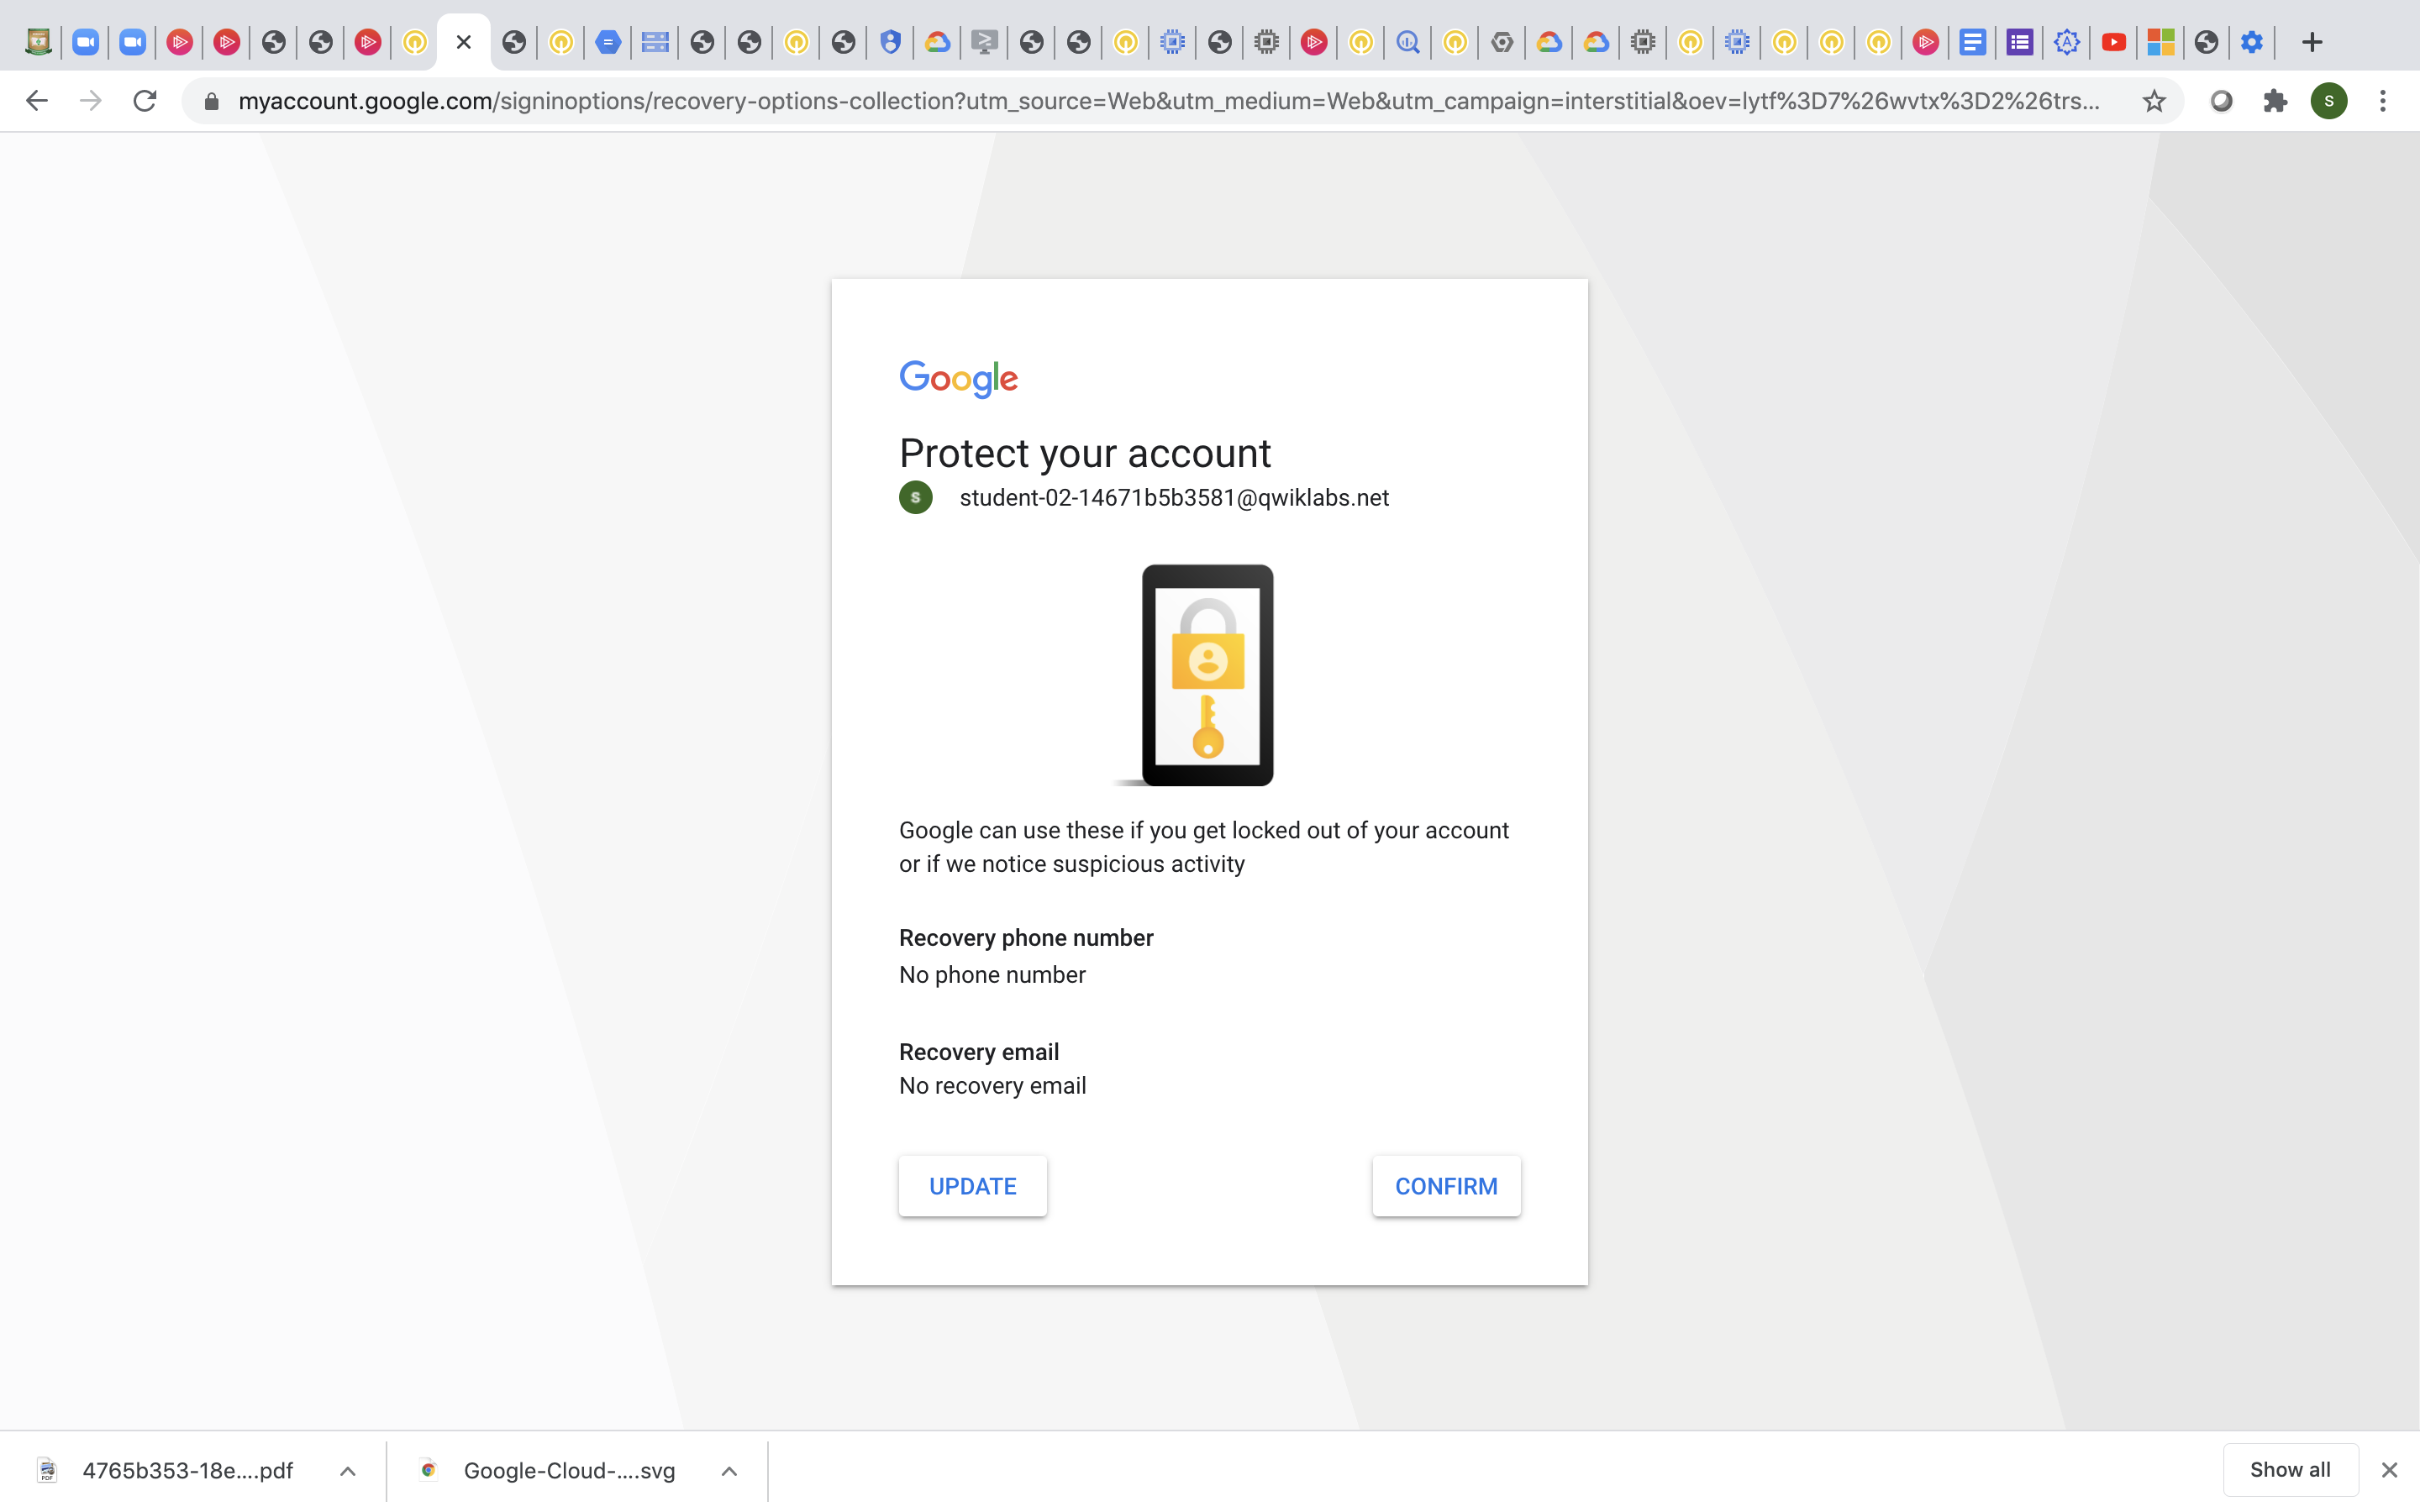 myaccount.google.com/signinoptions/recovery-options-collection?utm_source=Web&utm_medium=Web&utm_campaign=interstitial&oev=lytf%3D7%26wvtx%3D2%26trs...
S
Google
Protect your account
S student-02-14671b5b3581@qwiklabs.net
Google can use these if you get locked out of your account
or if we notice suspicious activity
Recovery phone number
No phone number
Recovery email
No recovery email
UPDATE CONFIRM
4765b353-18e....pdf Google-Cloud-....svg Show all